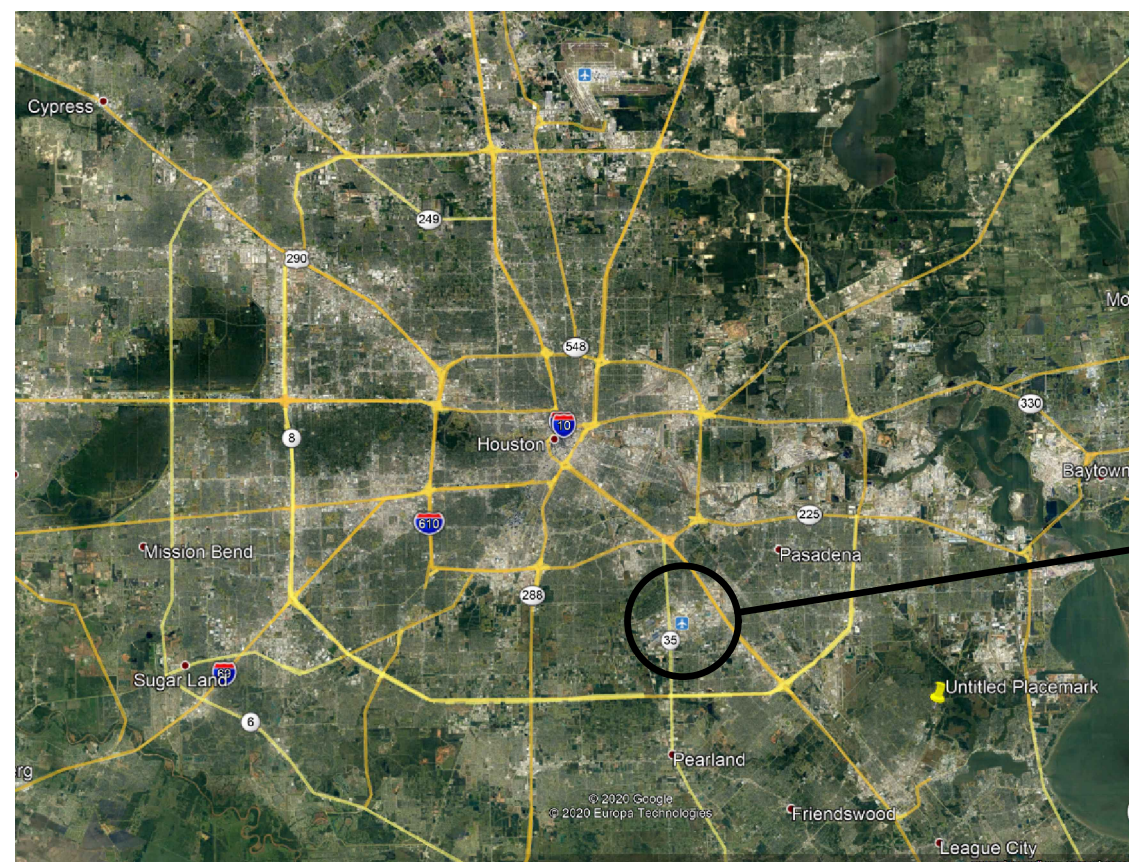 Cypress
249
290
Mo
548
330
10
Houston
8
Baytown
610
225
Mission Bend
Pasadena
288
35
Sugar Land
69
Untitled Placemark
6
Pearland
erg
© 2020 Google
© 2020 Europa Technologies
Friendswood
League City